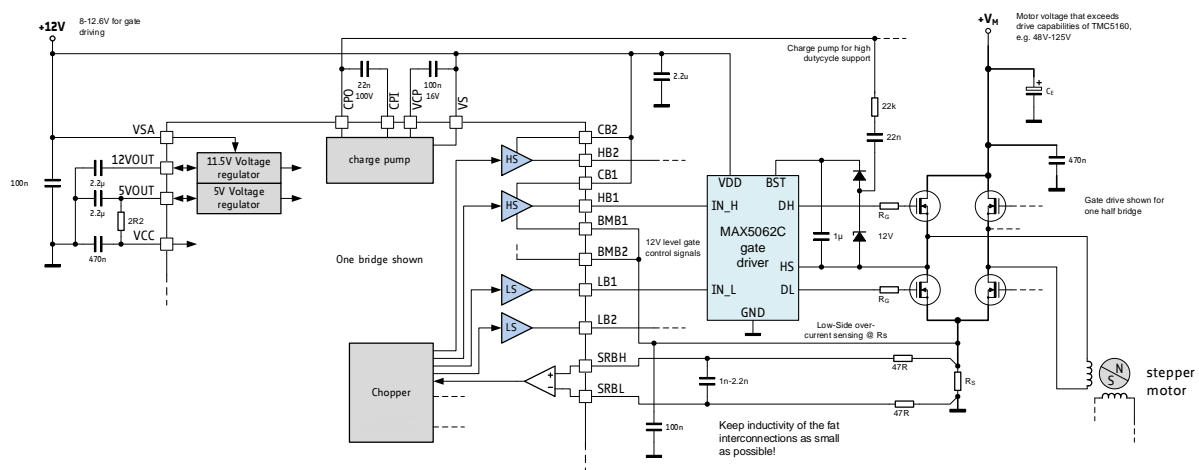 +12V
8-12.6V for gate
driving
+VM
Motor voltage that exceeds
drive capabilities of TMC5160,
e.g. 48V-125V
Charge pump for high
dutycycle support
22n
100V
100n
16V
2.2u
CPO
CPI
VCP
VS
+
CE
22k
22n
VSA
charge pump
CB2
11.5V Voltage
regulator
12VOUT
HS
HB2
470n
2.2µ
5V Voltage
regulator
5VOUT
100n
2.2µ
CB1
VDD
BST
HS
HB1
IN_H
DH
RG
Gate drive shown for
one half bridge
2R2
BMB1
MAX5062C
gate
driver
1µ
12V
VCC
470n
One bridge shown
BMB2
12V level gate
control signals
HS
LS
LB1
IN_L
DL
RG
GND
LS
LB2
Low-Side over-
current sensing @ Rs
Chopper
+
−
SRBH
SRBL
47R
1n-2.2n
RS
47R
N
S
stepper
motor
100n
Keep inductivity of the fat
interconnections as small
as possible!